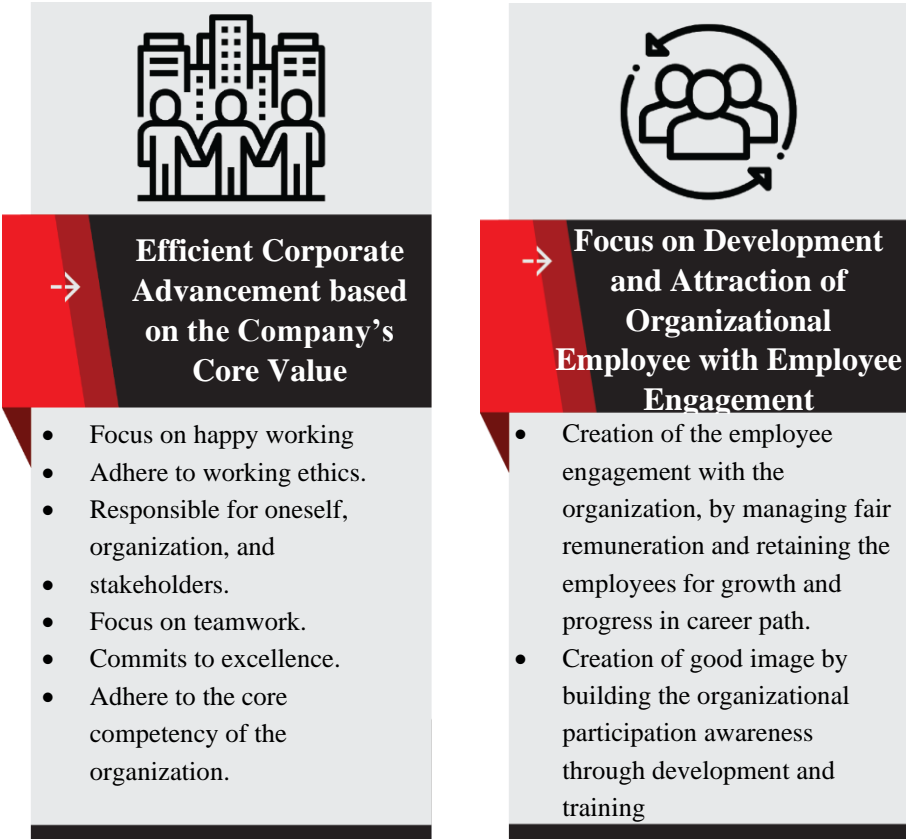 Efficient Corporate
Advancement based
on the Company’s
Core Value
• Focus on happy working
• Adhere to working ethics.
• Responsible for oneself,
organization, and
• stakeholders.
• Focus on teamwork.
• Commits to excellence.
• Adhere to the core
competency of the
organization.
Focus on Development
and Attraction of
Organizational
Employee with Employee
Engagement
• Creation of the employee
engagement with the
organization, by managing fair
remuneration and retaining the
employees for growth and
progress in career path.
• Creation of good image by
building the organizational
participation awareness
through development and
training